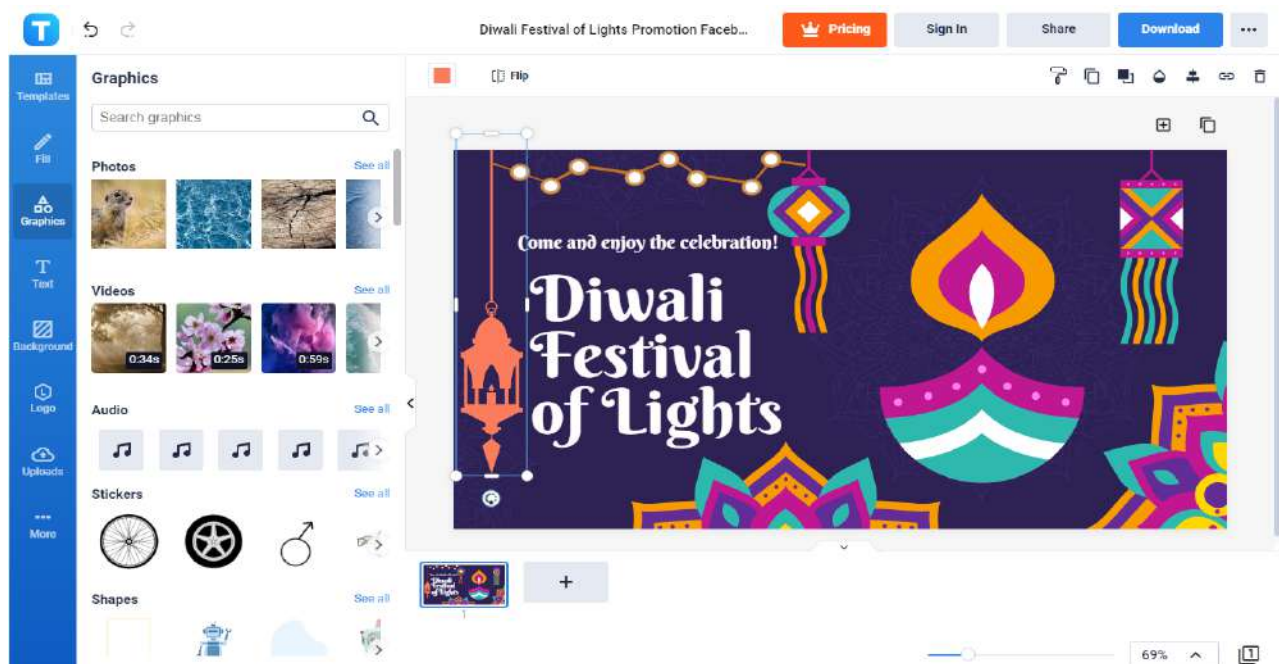 T
Diwali Festival of Lights Promotion Faceb...
Pricing
Sign In
Share
Download
Templates
Fill
Graphics
Text
Background
Logo
Uploads
More
Graphics
Search graphics
Photos
See all
Videos
See all
0:34s
0:25s
0:59s
Audio
See all
Stickers
See all
Shapes
See all
Flip
Come and enjoy the celebration!
Diwali
Festival
of Lights
+
1
69%
1